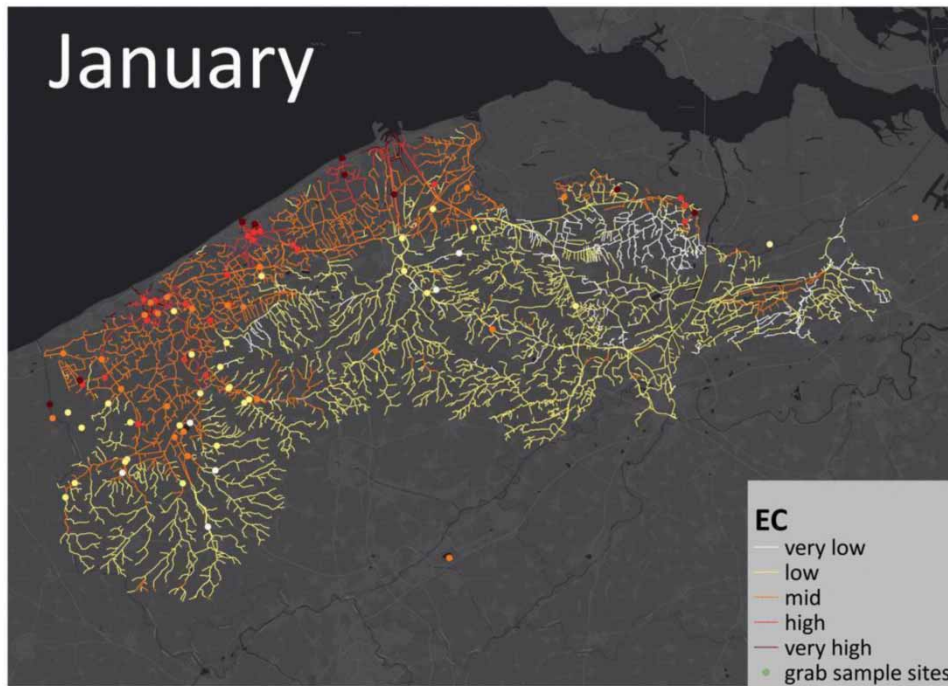 January
EC
very low
low
mid
high
very high
grab sample sites